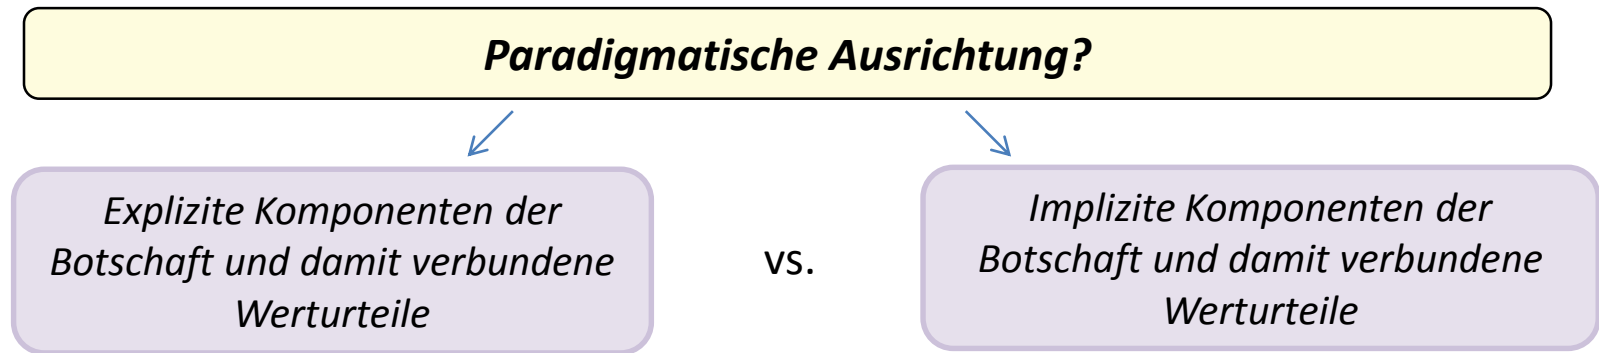 Paradigmatische Ausrichtung?
Explizite Komponenten der
Botschaft und damit verbundene
Werturteile
vs.
Implizite Komponenten der
Botschaft und damit verbundene
Werturteile